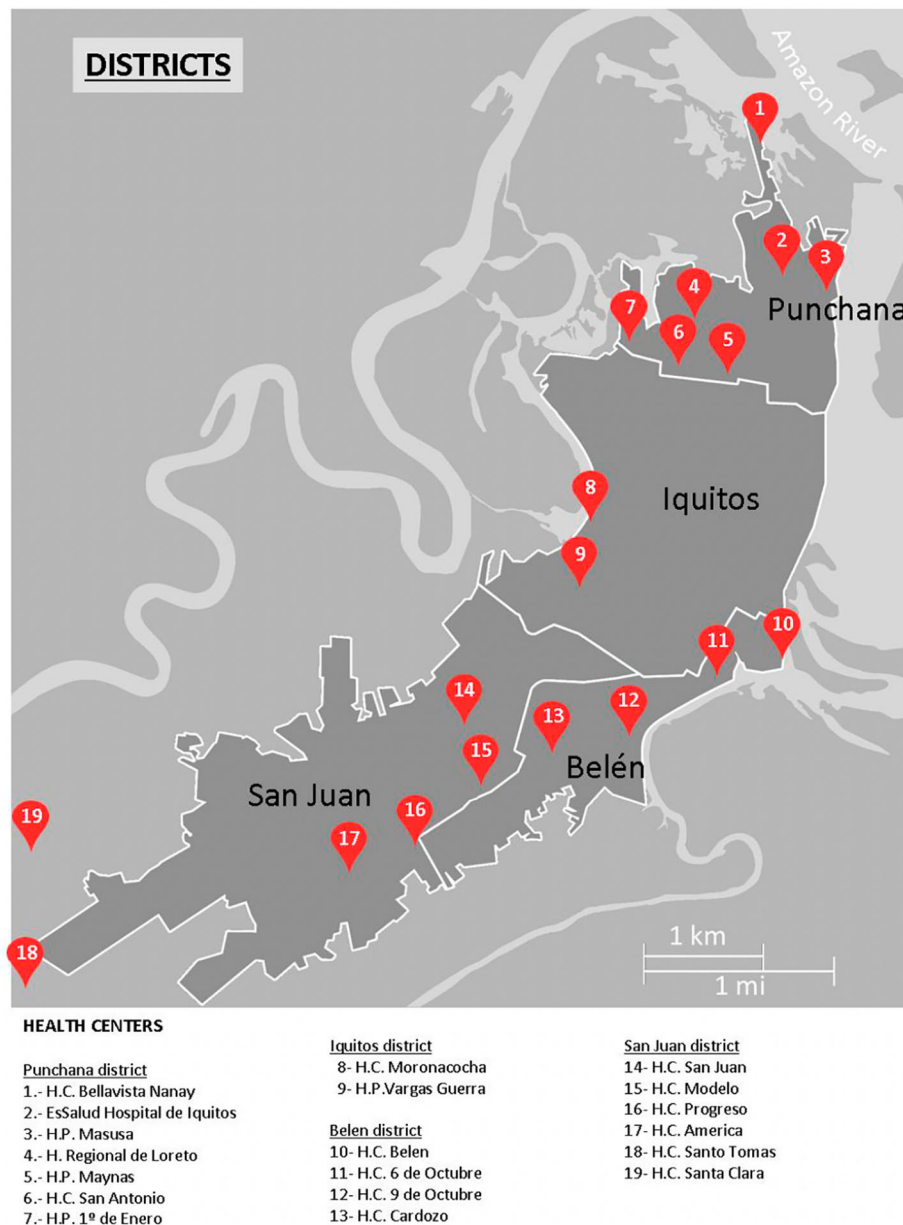 DISTRICTS
Amazon River
1
2
3
4
Punchana
7
6
5
8
Iquitos
9
10
11
14
12
13
15
Belén
San Juan
16
19
17
18
1 km
1 mi
HEALTH CENTERS
Punchana district
1.- H.C. Bellavista Nanay
2.- EsSalud Hospital de Iquitos
3.- H.P. Masusa
4.- H. Regional de Loreto
5.- H.P. Maynas
6.- H.C. San Antonio
7.- H.P. 1º de Enero
Iquitos district
8- H.C. Moronacocha
9- H.P.Vargas Guerra
Belen district
10- H.C. Belen
11- H.C. 6 de Octubre
12- H.C. 9 de Octubre
13- H.C. Cardozo
San Juan district
14- H.C. San Juan
15- H.C. Modelo
16- H.C. Progreso
17- H.C. America
18- H.C. Santo Tomas
19- H.C. Santa Clara